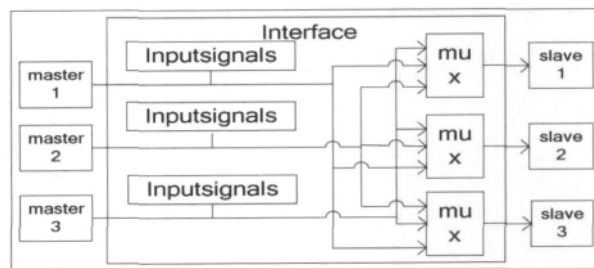 Interface
Inputsignals
master
1
mu
x
slave
1
Inputsignals
master
2
mu
x
slave
2
Inputsignals
master
3
mu
x
slave
3